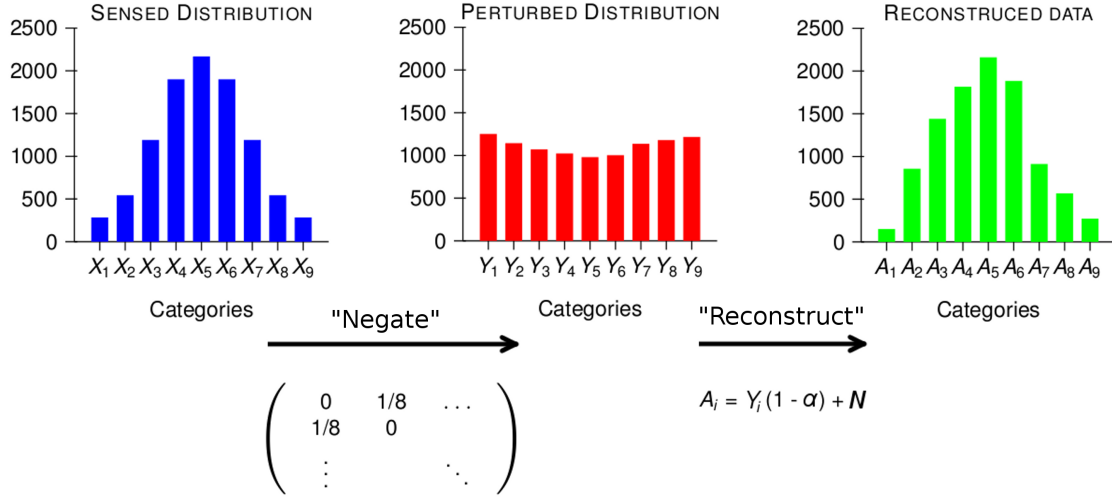 SENSED DISTRIBUTION
2500
2000
1500
1000
500
0
X1 X2 X3 X4 X5 X6 X7 X8 X9
Categories
PERTURBED DISTRIBUTION
2500
2000
1500
1000
500
0
Y1 Y2 Y3 Y4 Y5 Y6 Y7 Y8 Y9
Categories
RECONSTRUCED DATA
2500
2000
1500
1000
500
0
A1 A2 A3 A4 A5 A6 A7 A8 A9
Categories
"Negate"
"Reconstruct"
0 1/8 ...
1/8 0
⋮ ⋱
Ai = Yi (1 - α) + N